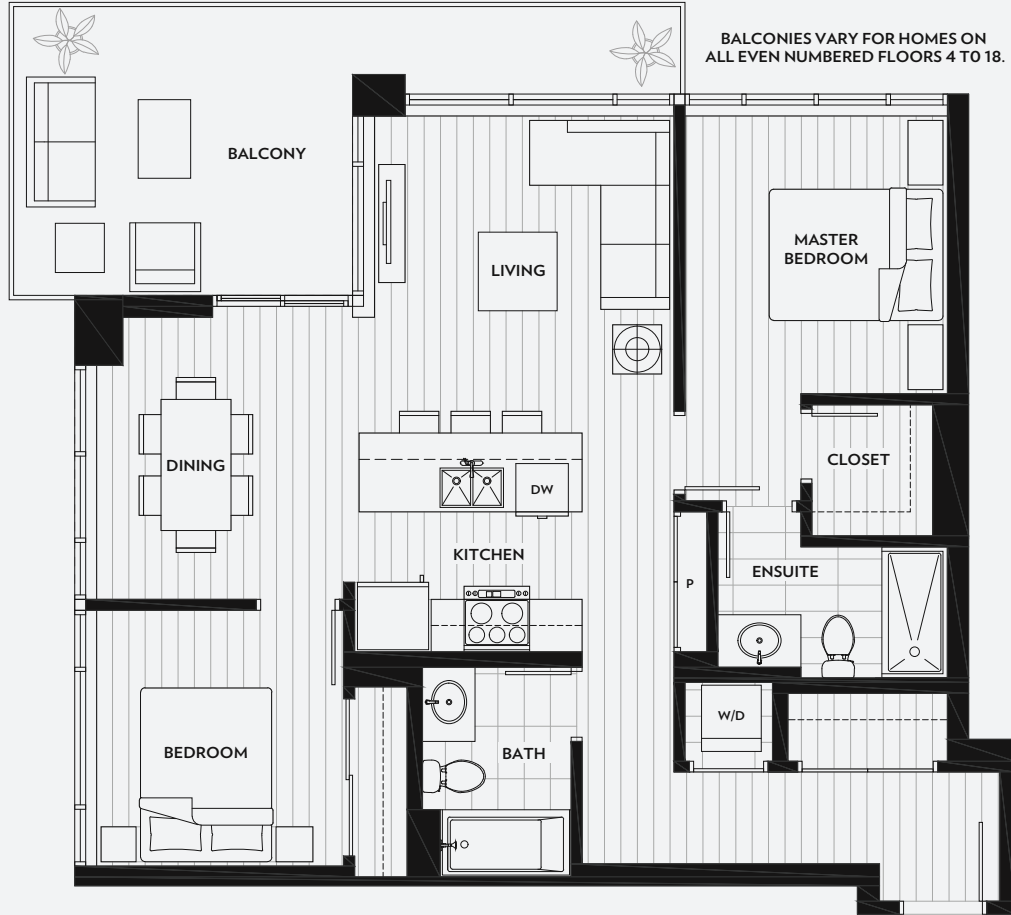 BALCONIES VARY FOR HOMES ON
ALL EVEN NUMBERED FLOORS 4 TO 18.
BALCONY
LIVING
MASTER
BEDROOM
DINING
CLOSET
DW
KITCHEN
P
ENSUITE
W/D
BEDROOM
BATH